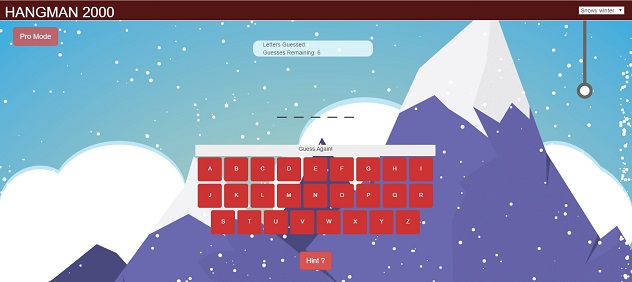 HANGMAN 2000
Snowy winter
Pro Mode
Letters Guessed:
Guesses Remaining: 6
_ _ _ _ _
Guess Again!
A B C D E F G H I
J K L M N O P Q R
S T U V W X Y Z
Hint ?